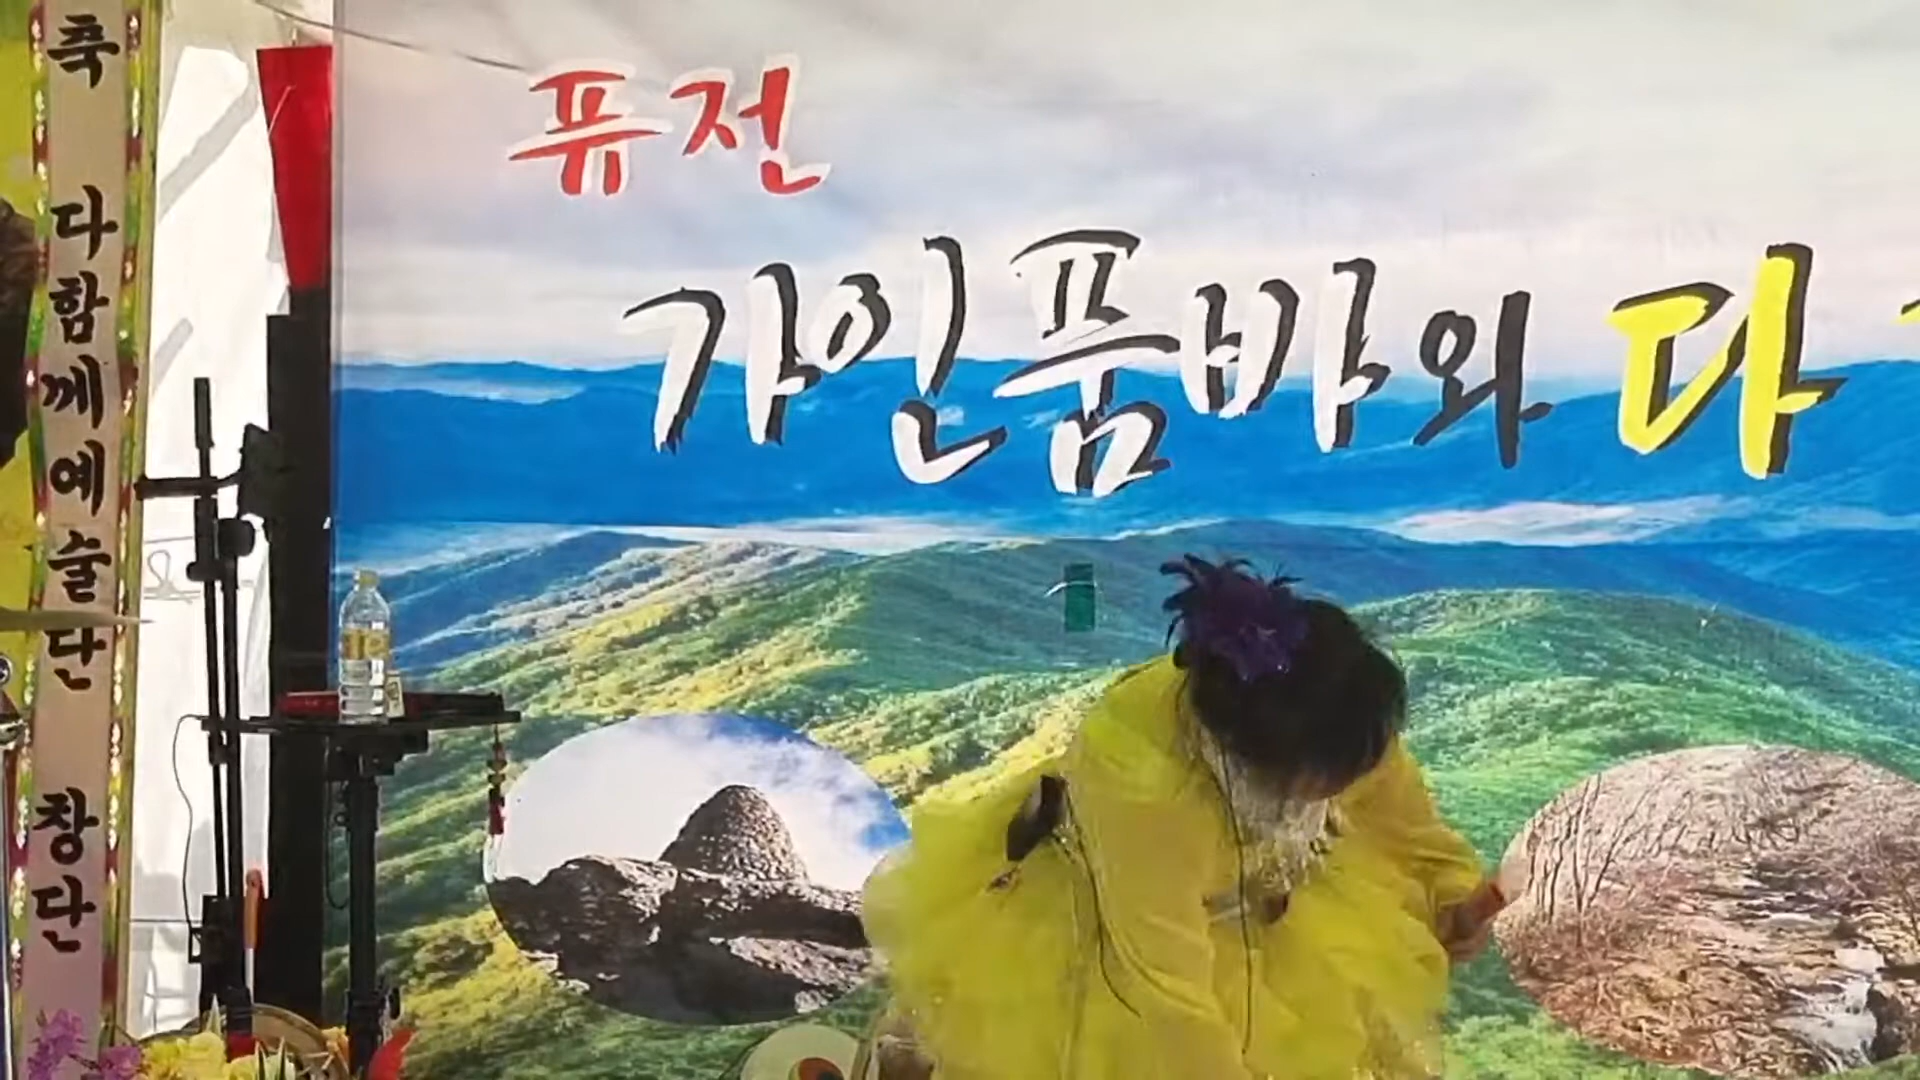 축 다함께예술단 창단
퓨전
가인품바와 다